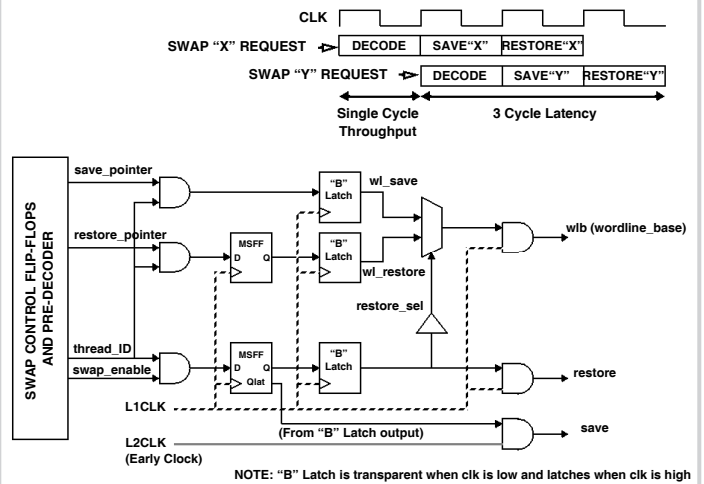 CLK
SWAP “X” REQUEST
DECODE
SAVE“X”
RESTORE“X”
SWAP “Y” REQUEST
DECODE
SAVE“Y”
RESTORE“Y”
Single Cycle
Throughput
3 Cycle Latency
SWAP CONTROL FLIP-FLOPS
AND PRE-DECODER
save_pointer
restore_pointer
thread_ID
swap_enable
“B”
Latch
wl_save
MSFF
D Q
“B”
Latch
wl_restore
wlb (wordline_base)
restore_sel
MSFF
D Q
Qlat
“B”
Latch
restore
L1CLK
(From “B” Latch output)
save
L2CLK
(Early Clock)
NOTE: “B” Latch is transparent when clk is low and latches when clk is high